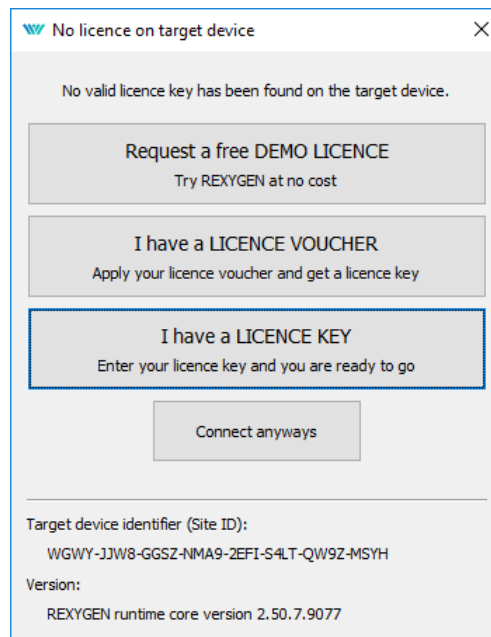 No licence on target device
No valid licence key has been found on the target device.
Request a free DEMO LICENCE
Try REXYGEN at no cost
I have a LICENCE VOUCHER
Apply your licence voucher and get a licence key
I have a LICENCE KEY
Enter your licence key and you are ready to go
Connect anyways
Target device identifier (Site ID):
WGWY-JJW8-GGSZ-NMA9-2EFI-S4LT-QW9Z-MSYH
Version:
REXYGEN runtime core version 2.50.7.9077